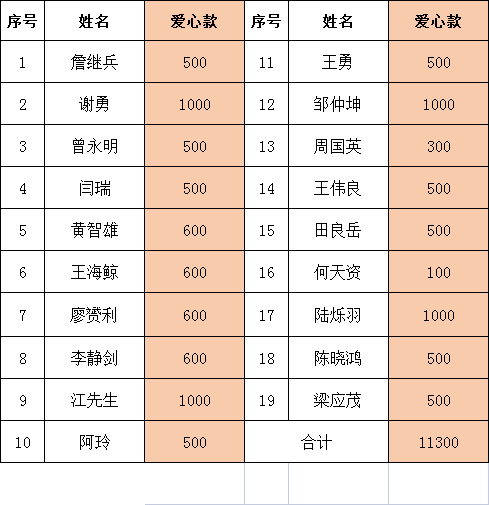 序号 姓名 爱心款 序号 姓名 爱心款
1 詹继兵 500 11 王勇 500
2 谢勇 1000 12 邹仲坤 1000
3 曾永明 500 13 周国英 300
4 闫瑞 500 14 王伟良 500
5 黄智雄 600 15 田良岳 500
6 王海鲸 600 16 何天资 100
7 廖赟利 600 17 陆烁羽 1000
8 李静剑 600 18 陈晓鸿 500
9 江先生 1000 19 梁应茂 500
10 阿玲 500 合计 11300